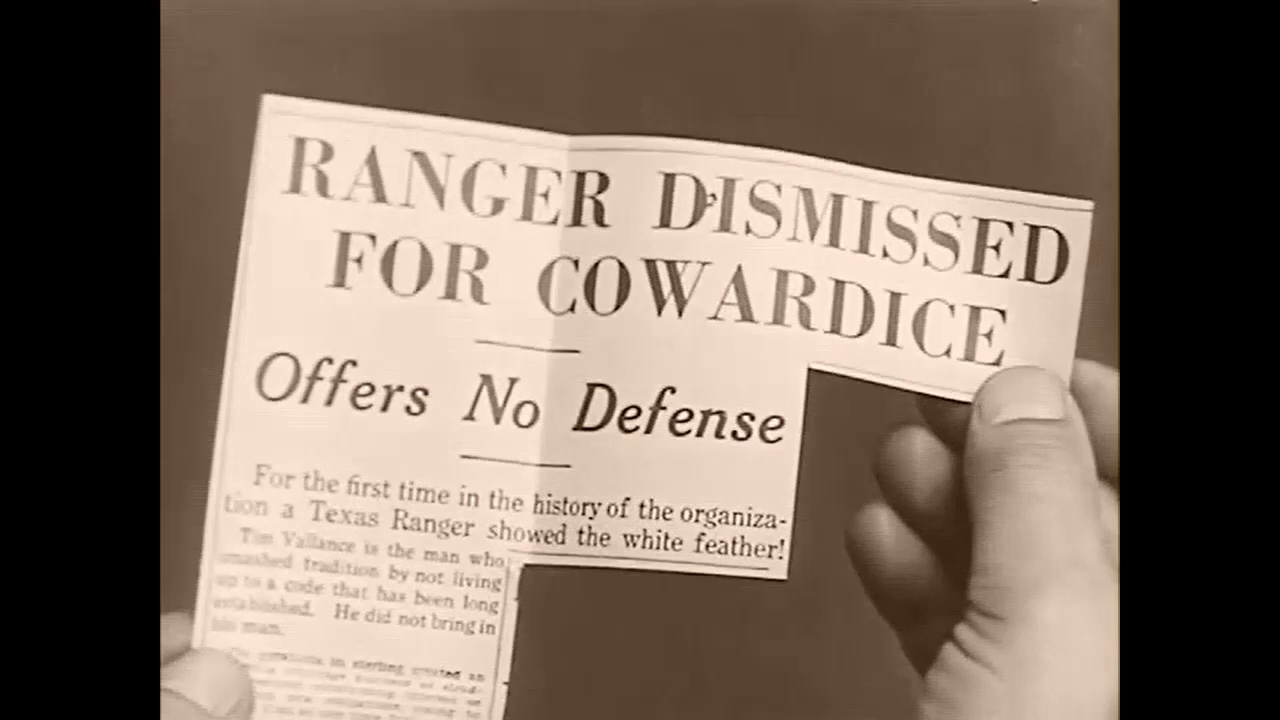 RANGER DISMISSED
FOR COWARDICE
Offers No Defense
For the first time in the history of the organiza-
tion a Texas Ranger showed the white feather!
Tim Vallance is the man who
smashed tradition by not living
up to a code that has been long
established. He did not bring in
his man.